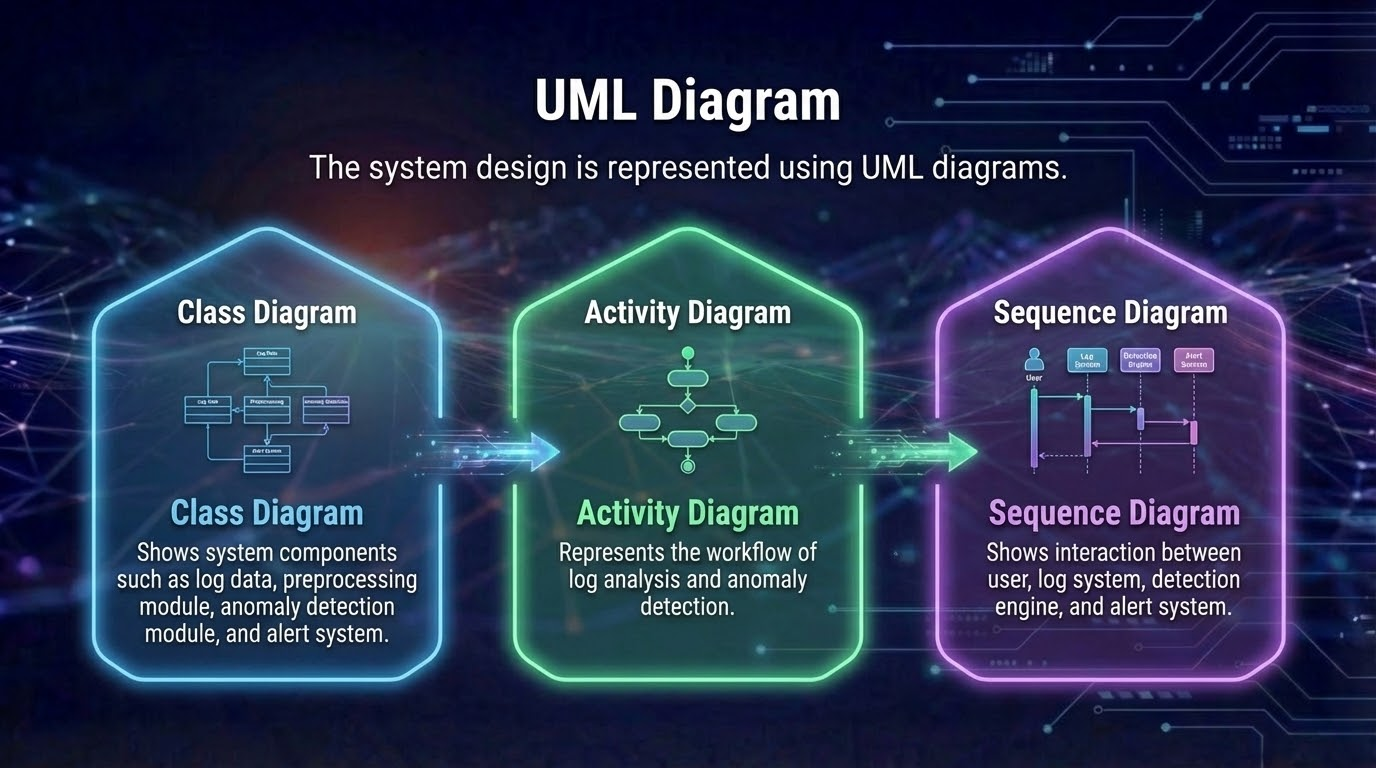 UML Diagram
The system design is represented using UML diagrams.
Class Diagram
Preprocessing
Class Diagram
Shows system components
such as log data, preprocessing
module, anomaly detection
module, and alert system.
Activity Diagram
Activity Diagram
Represents the workflow of
log analysis and anomaly
detection.
Sequence Diagram
User
Sequence Diagram
Shows interaction between
user, log system, detection
engine, and alert system.